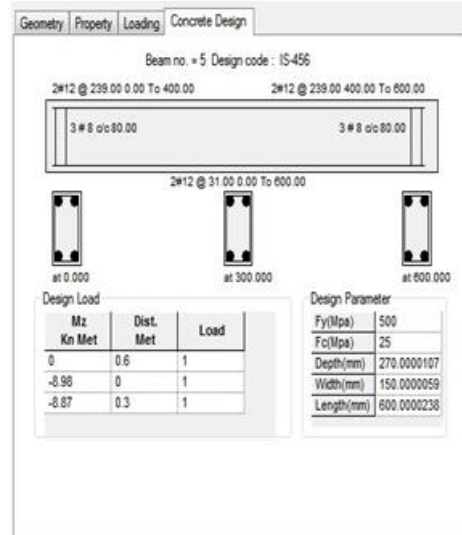 Geometry Property Loading Concrete Design
Beam no. = 5 Design code : IS-456
2#12 @ 239.00 0.00 To 400.00 2#12 @ 239.00 400.00 To 600.00
3 # 8 c/c 80.00 3 # 8 c/c 80.00
2#12 @ 31.00 0.00 To 600.00
at 0.000 at 300.000 at 600.000
Design Load Design Parameter
Mz Kn Met Dist. Met Load
0 0.6 1
-8.98 0 1
-8.87 0.3 1
Fy(Mpa) 500
Fc(Mpa) 25
Depth(mm) 270.0000107
Width(mm) 150.0000059
Length(mm) 600.0000238